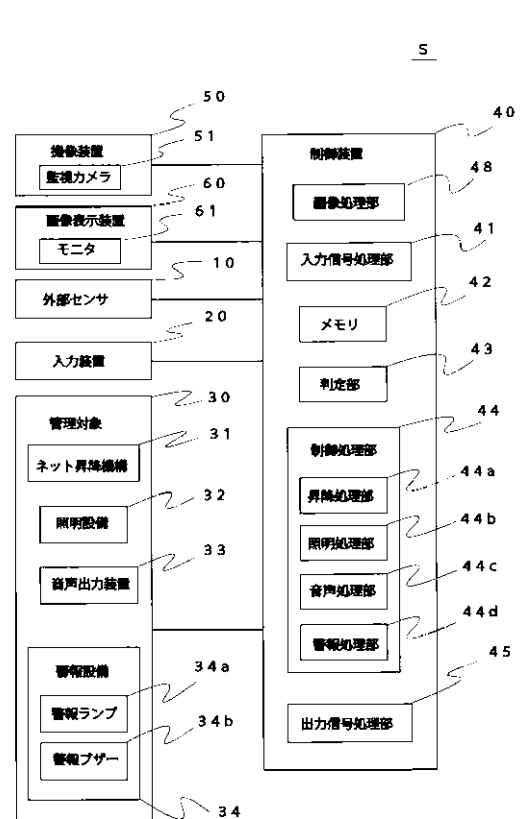 S
50
撮像装置
51
監視カメラ
60
画像表示装置
61
モニタ
10
外部センサ
20
入力装置
30
管理対象
31
ネット昇降機構
32
照明設備
33
音声出力装置
警報設備
34a
警報ランプ
34b
警報ブザー
34
40
制御装置
48
画像処理部
41
入力信号処理部
42
メモリ
43
判定部
44
制御処理部
44a
昇降処理部
44b
照明処理部
44c
音声処理部
44d
警報処理部
45
出力信号処理部